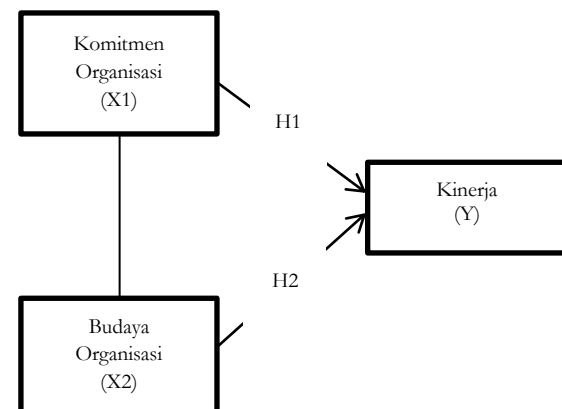 Komitmen
Organisasi
(X1)
H1
Kinerja
(Y)
H2
Budaya
Organisasi
(X2)